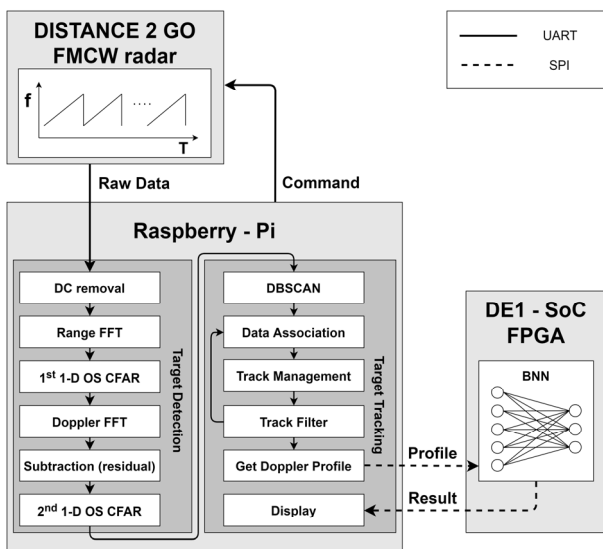 DISTANCE 2 GO
FMCW radar
f
....
T
UART
SPI
Raw Data
Command
Raspberry - Pi
DC removal
Range FFT
1st 1-D OS CFAR
Doppler FFT
Subtraction (residual)
2nd 1-D OS CFAR
Target Detection
DBSCAN
Data Association
Track Management
Track Filter
Get Doppler Profile
Display
Target Tracking
Profile
Result
DE1 - SoC
FPGA
BNN